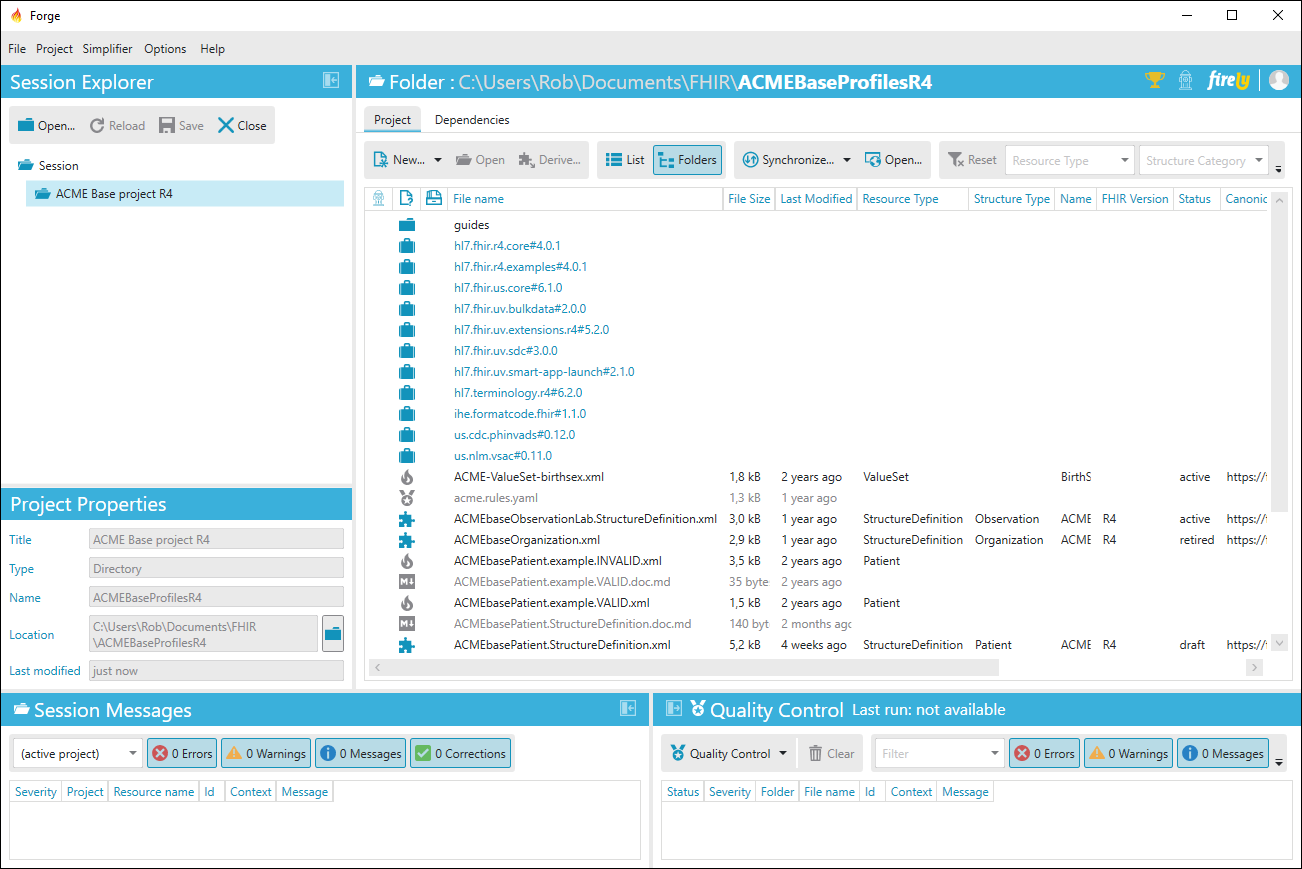 Forge
File Project Simplifier Options Help
Session Explorer
Open... Reload Save Close
Session
ACME Base project R4
Project Properties
Title ACME Base project R4
Type Directory
Name ACMEBaseProfilesR4
Location C:\Users\Rob\Documents\FHIR
\ACMEBaseProfilesR4
Last modified just now
Folder : C:\Users\Rob\Documents\FHIR\ACMEBaseProfilesR4
firely
Project Dependencies
New... Open Derive... List Folders Synchronize... Open... Reset Resource Type Structure Category
File name File Size Last Modified Resource Type Structure Type Name FHIR Version Status Canonic
guides
hl7.fhir.r4.core#4.0.1
hl7.fhir.r4.examples#4.0.1
hl7.fhir.us.core#6.1.0
hl7.fhir.uv.bulkdata#2.0.0
hl7.fhir.uv.extensions.r4#5.2.0
hl7.fhir.uv.sdc#3.0.0
hl7.fhir.uv.smart-app-launch#2.1.0
hl7.terminology.r4#6.2.0
ihe.formatcode.fhir#1.1.0
us.cdc.phinvads#0.12.0
us.nlm.vsac#0.11.0
ACME-ValueSet-birthsex.xml 1,8 kB 2 years ago ValueSet BirthS active https://
acme.rules.yaml 1,3 kB 1 year ago
ACMEbaseObservationLab.StructureDefinition.xml 3,0 kB 1 year ago StructureDefinition Observation ACME R4 active https://
ACMEbaseOrganization.xml 2,9 kB 1 year ago StructureDefinition Organization ACME R4 retired https://
ACMEbasePatient.example.INVALID.xml 3,5 kB 2 years ago Patient
M↓ ACMEbasePatient.example.VALID.doc.md 35 byte 2 years ago
ACMEbasePatient.example.VALID.xml 1,5 kB 2 years ago Patient
M↓ ACMEbasePatient.StructureDefinition.doc.md 140 byt 2 months agc
ACMEbasePatient.StructureDefinition.xml 5,2 kB 4 weeks ago StructureDefinition Patient ACME R4 draft https://
Session Messages
(active project) 0 Errors 0 Warnings 0 Messages 0 Corrections
Severity Project Resource name Id Context Message
Quality Control Last run: not available
Quality Control Clear Filter 0 Errors 0 Warnings 0 Messages
Status Severity Folder File name Id Context Message